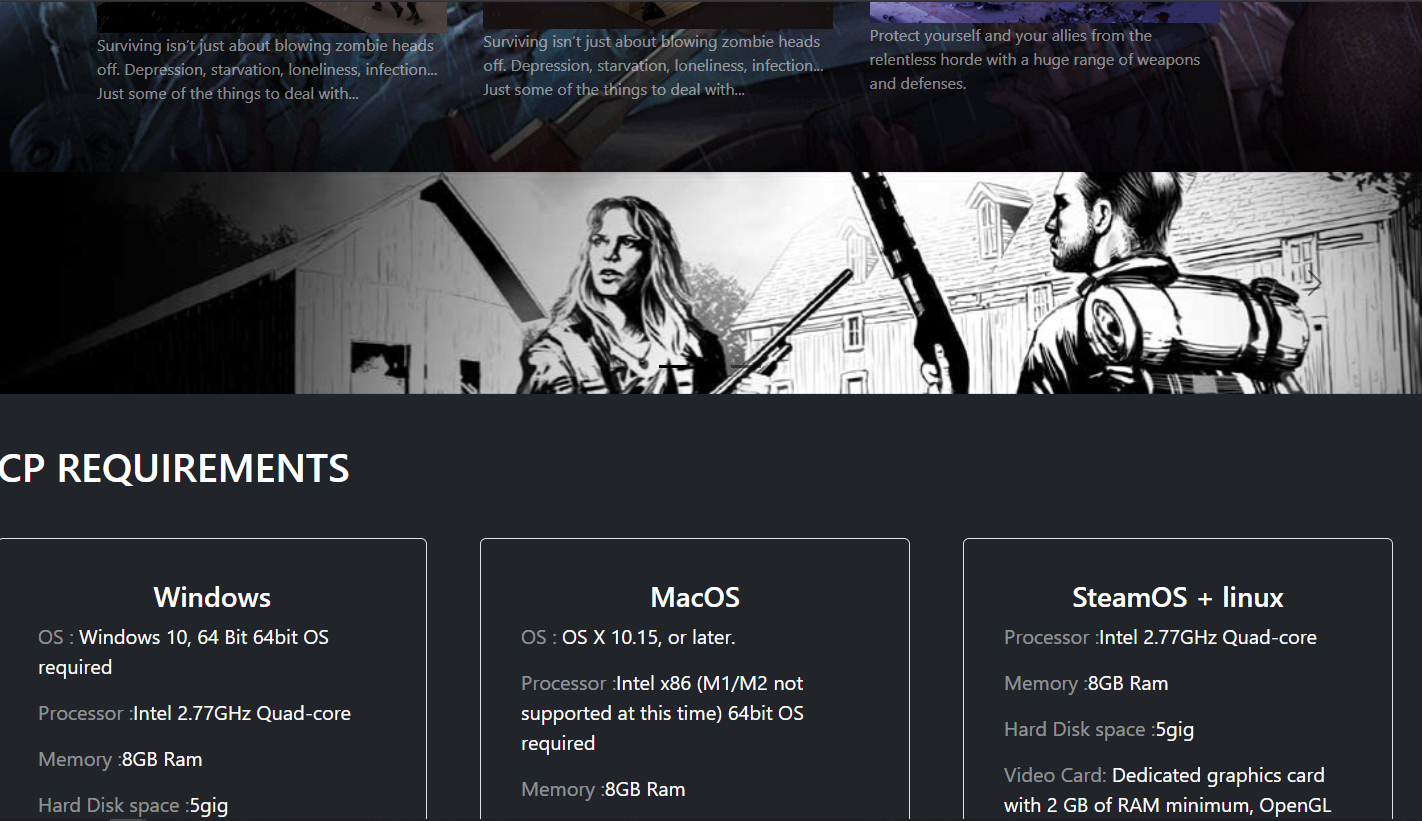 Surviving isn’t just about blowing zombie heads
off. Depression, starvation, loneliness, infection...
Just some of the things to deal with...
Surviving isn’t just about blowing zombie heads
off. Depression, starvation, loneliness, infection...
Just some of the things to deal with...
Protect yourself and your allies from the
relentless horde with a huge range of weapons
and defenses.
CP REQUIREMENTS
Windows
OS : Windows 10, 64 Bit 64bit OS
required
Processor :Intel 2.77GHz Quad-core
Memory :8GB Ram
Hard Disk space :5gig
MacOS
OS : OS X 10.15, or later.
Processor :Intel x86 (M1/M2 not
supported at this time) 64bit OS
required
Memory :8GB Ram
SteamOS + linux
Processor :Intel 2.77GHz Quad-core
Memory :8GB Ram
Hard Disk space :5gig
Video Card: Dedicated graphics card
with 2 GB of RAM minimum, OpenGL